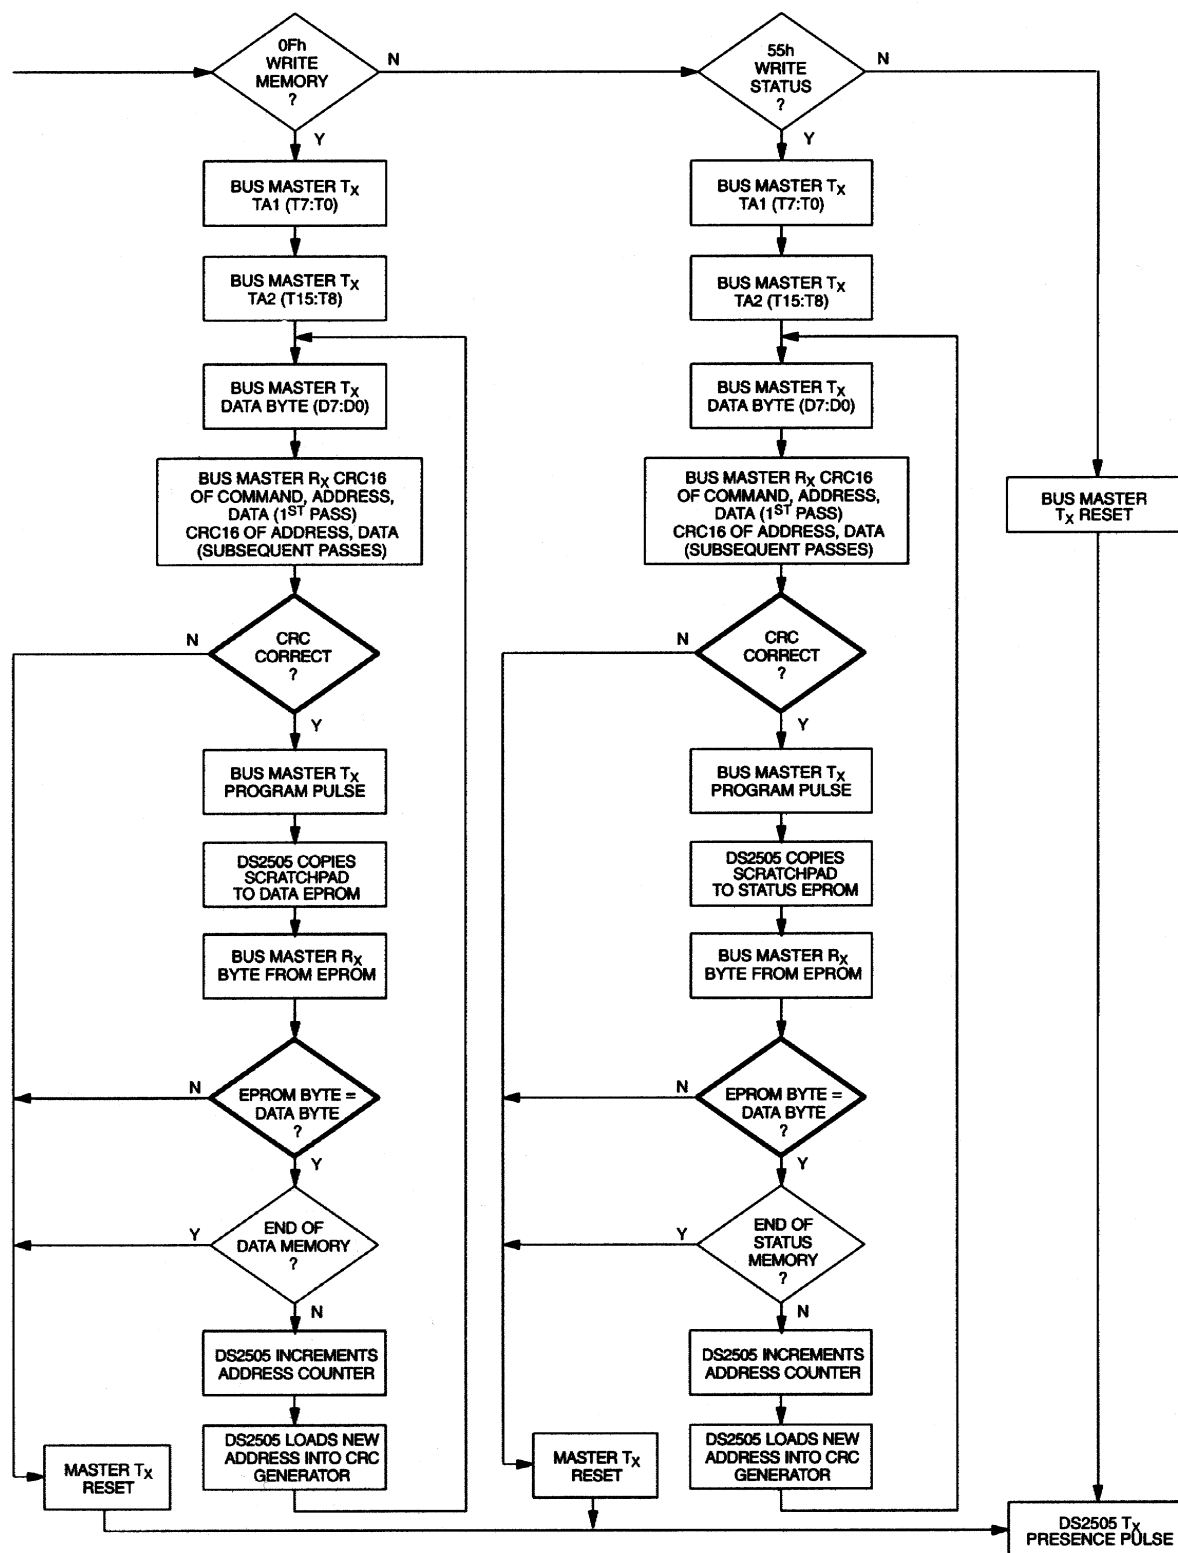 0Fh
WRITE
MEMORY
?
N
Y
BUS MASTER TX
TA1 (T7:T0)
BUS MASTER TX
TA2 (T15:T8)
BUS MASTER TX
DATA BYTE (D7:D0)
BUS MASTER RX CRC16
OF COMMAND, ADDRESS,
DATA (1ST PASS)
CRC16 OF ADDRESS, DATA
(SUBSEQUENT PASSES)
CRC
CORRECT
?
N
Y
BUS MASTER TX
PROGRAM PULSE
DS2505 COPIES
SCRATCHPAD
TO DATA EPROM
BUS MASTER RX
BYTE FROM EPROM
EPROM BYTE =
DATA BYTE
?
N
Y
END OF
DATA MEMORY
?
Y
N
DS2505 INCREMENTS
ADDRESS COUNTER
DS2505 LOADS NEW
ADDRESS INTO CRC
GENERATOR
MASTER TX
RESET
55h
WRITE
STATUS
?
N
Y
BUS MASTER TX
TA1 (T7:T0)
BUS MASTER TX
TA2 (T15:T8)
BUS MASTER TX
DATA BYTE (D7:D0)
BUS MASTER RX CRC16
OF COMMAND, ADDRESS,
DATA (1ST PASS)
CRC16 OF ADDRESS, DATA
(SUBSEQUENT PASSES)
CRC
CORRECT
?
N
Y
BUS MASTER TX
PROGRAM PULSE
DS2505 COPIES
SCRATCHPAD
TO STATUS EPROM
BUS MASTER RX
BYTE FROM EPROM
EPROM BYTE =
DATA BYTE
?
N
Y
END OF
STATUS
MEMORY
?
Y
N
DS2505 INCREMENTS
ADDRESS COUNTER
DS2505 LOADS NEW
ADDRESS INTO CRC
GENERATOR
MASTER TX
RESET
BUS MASTER
TX RESET
DS2505 TX
PRESENCE PULSE